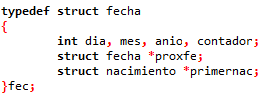 typedef struct fecha
{
int dia, mes, anio, contador;
struct fecha *proxfe;
struct nacimiento *primernac;
}fec;